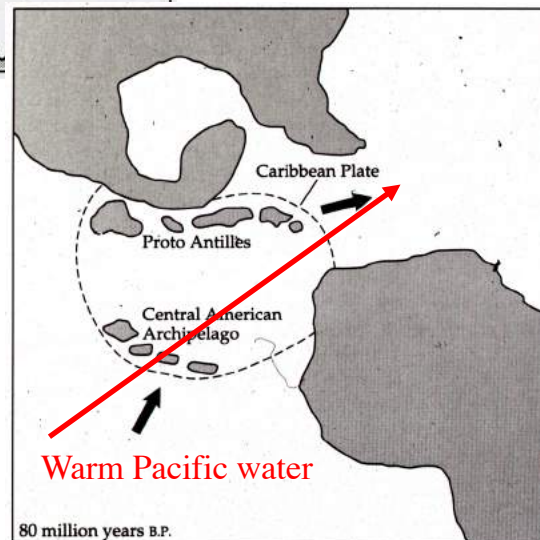 Caribbean Plate
Proto Antilles
Central American
Archipelago
Warm Pacific water
80 million years B.P.